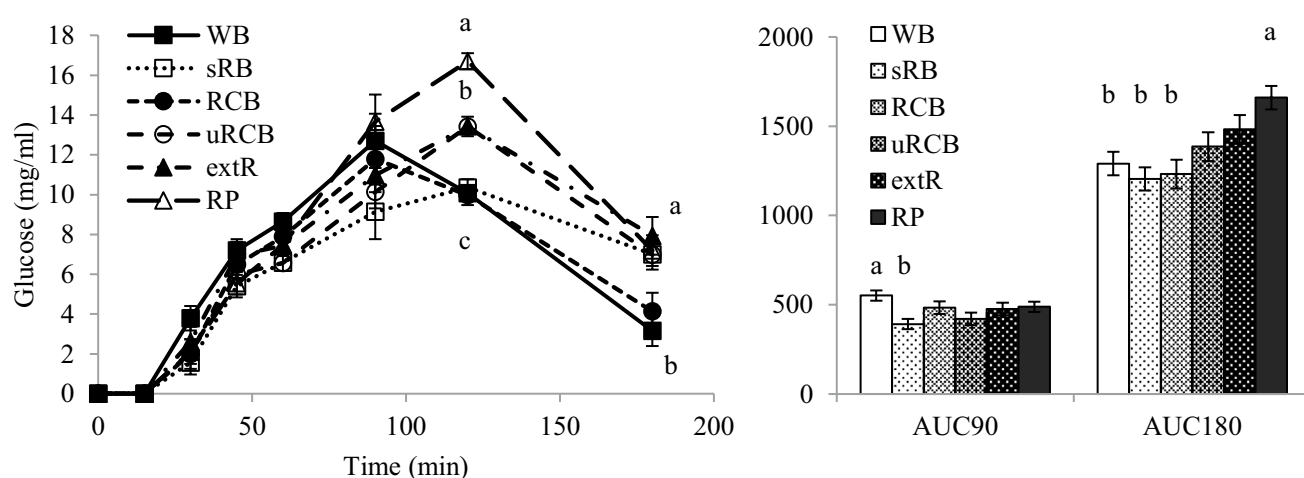 18
16
14
12
10
8
6
4
2
0
Glucose (mg/ml)
WB
sRB
RCB
uRCB
extR
RP
a
b
c
a
b
0 50 100 150 200
Time (min)
2000
1500
1000
500
0
WB
sRB
RCB
uRCB
extR
RP
a b
b b b
a
AUC90 AUC180